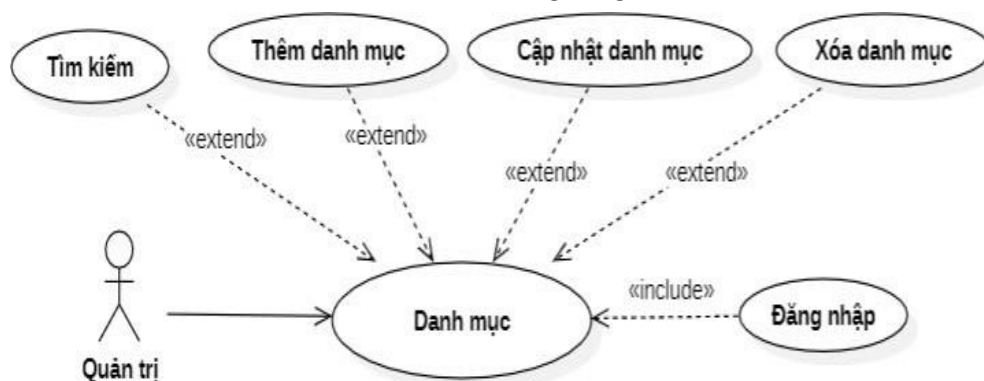 Tìm kiếm
Thêm danh mục
Cập nhật danh mục
Xóa danh mục
«extend»
«extend»
«extend»
«extend»
«include»
Danh mục
Đăng nhập
Quản trị